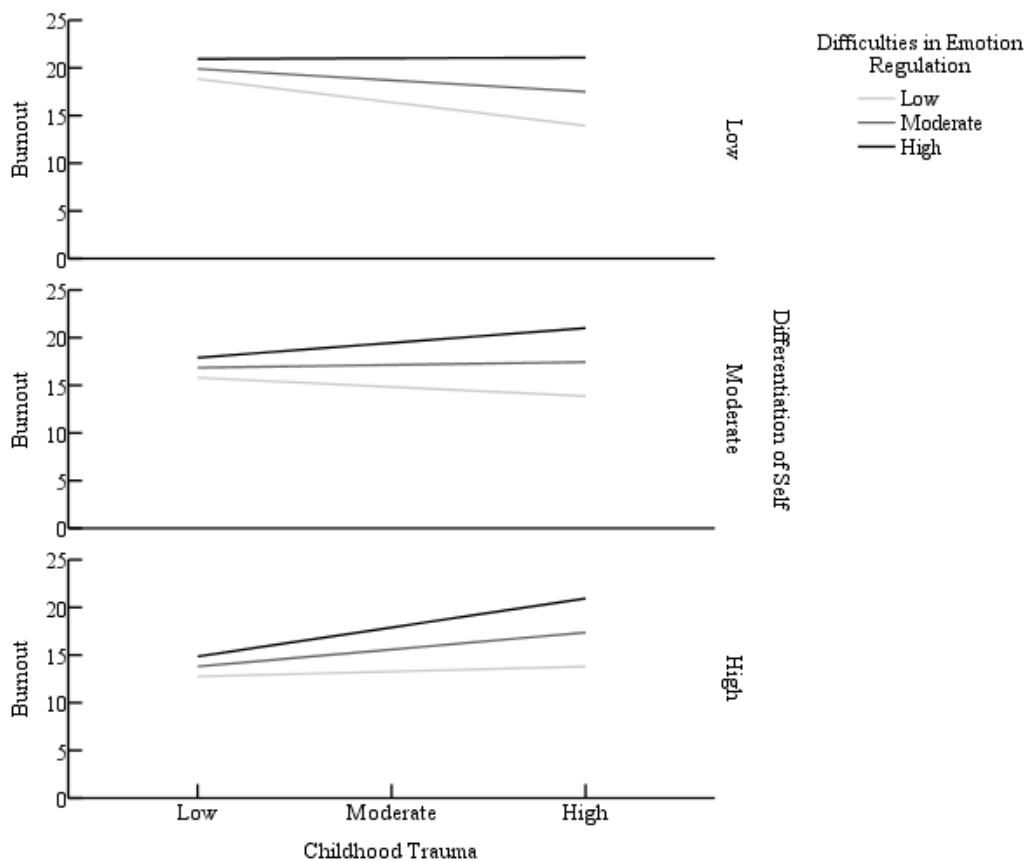 25
20
15
10
5
0
Burnout
Low
25
20
15
10
5
0
Burnout
Moderate
25
20
15
10
5
0
Burnout
High
Differentiation of Self
Low
Moderate
High
Childhood Trauma
Difficulties in Emotion
Regulation
Low
Moderate
High